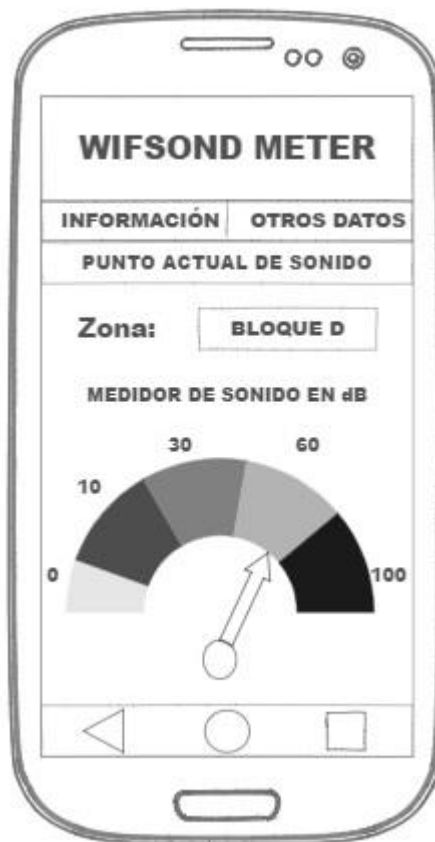 WIFSOND METER
INFORMACIÓN OTROS DATOS
PUNTO ACTUAL DE SONIDO
Zona: BLOQUE D
MEDIDOR DE SONIDO EN dB
30 60
10
0 100